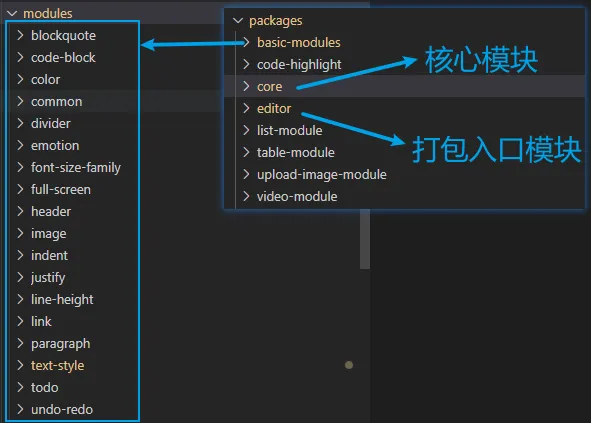 modules
blockquote
code-block
color
common
divider
emotion
font-size-family
full-screen
header
image
indent
justify
line-height
link
paragraph
text-style
todo
undo-redo
packages
basic-modules
code-highlight
core
editor
list-module
table-module
upload-image-module
video-module
核心模块
打包入口模块